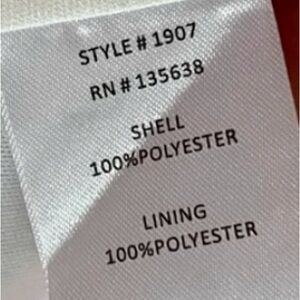 STYLE # 1907
RN # 135638
SHELL
100%POLYESTER
LINING
100%POLYESTER